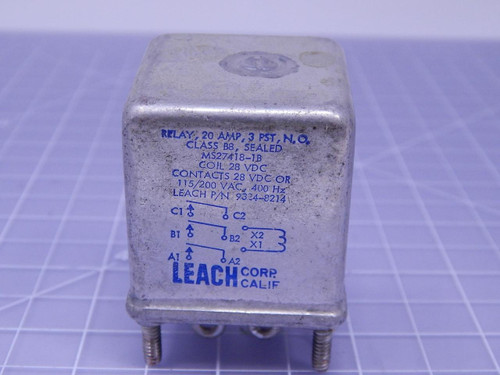 RELAY, 20 AMP, 3 PST, N.O.
CLASS B8, SEALED
MS27418-1B
COIL 28 VDC
CONTACTS 28 VDC OR
115/200 VAC, 400 Hz
LEACH P/N 9324-8214
C1 C2
B1 B2 X2
X1
A1 A2
LEACH CORP.
CALIF